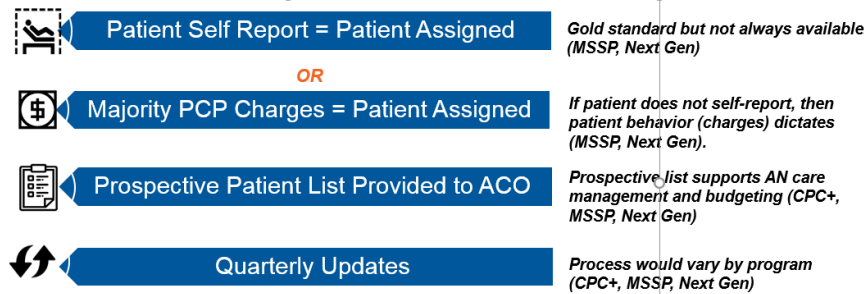 Patient Self Report = Patient Assigned
Gold standard but not always available
(MSSP, Next Gen)
OR
$
Majority PCP Charges = Patient Assigned
If patient does not self-report, then
patient behavior (charges) dictates
(MSSP, Next Gen).
Prospective Patient List Provided to ACO
Prospective list supports AN care
management and budgeting (CPC+,
MSSP, Next Gen)
Quarterly Updates
Process would vary by program
(CPC+, MSSP, Next Gen)